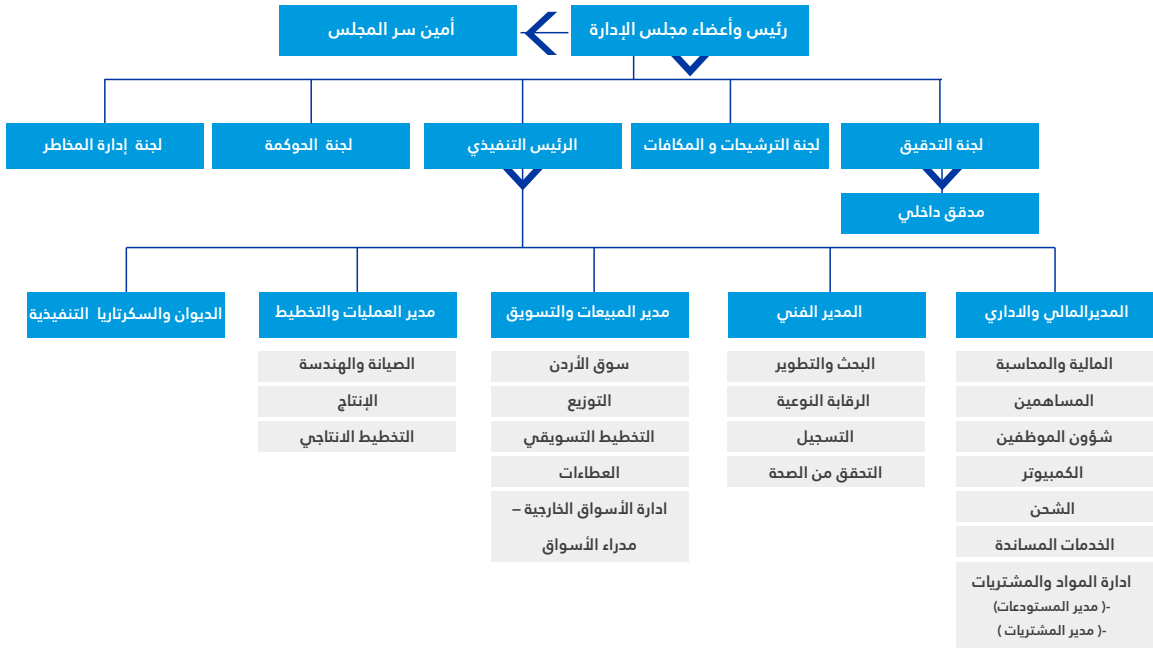 رئيس وأعضاء مجلس الإدارة
أمين سر المجلس
لجنة التدقيق
لجنة الترشيحات و المكافات
الرئيس التنفيذي
لجنة الحوكمة
لجنة إدارة المخاطر
مدقق داخلي
المديرالمالي والاداري
المدير الفني
مدير المبيعات والتسويق
مدير العمليات والتخطيط
الديوان والسكرتاريا التنفيذية
المالية والمحاسبة
المساهمين
شؤون الموظفين
الكمبيوتر
الشحن
الخدمات المساندة
ادارة المواد والمشتريات
-( مدير المستودعات)
-( مدير المشتريات )
البحث والتطوير
الرقابة النوعية
التسجيل
التحقق من الصحة
سوق الأردن
التوزيع
التخطيط التسويقي
العطاءات
ادارة الأسواق الخارجية –
مدراء الأسواق
الصيانة والهندسة
الإنتاج
التخطيط الانتاجي